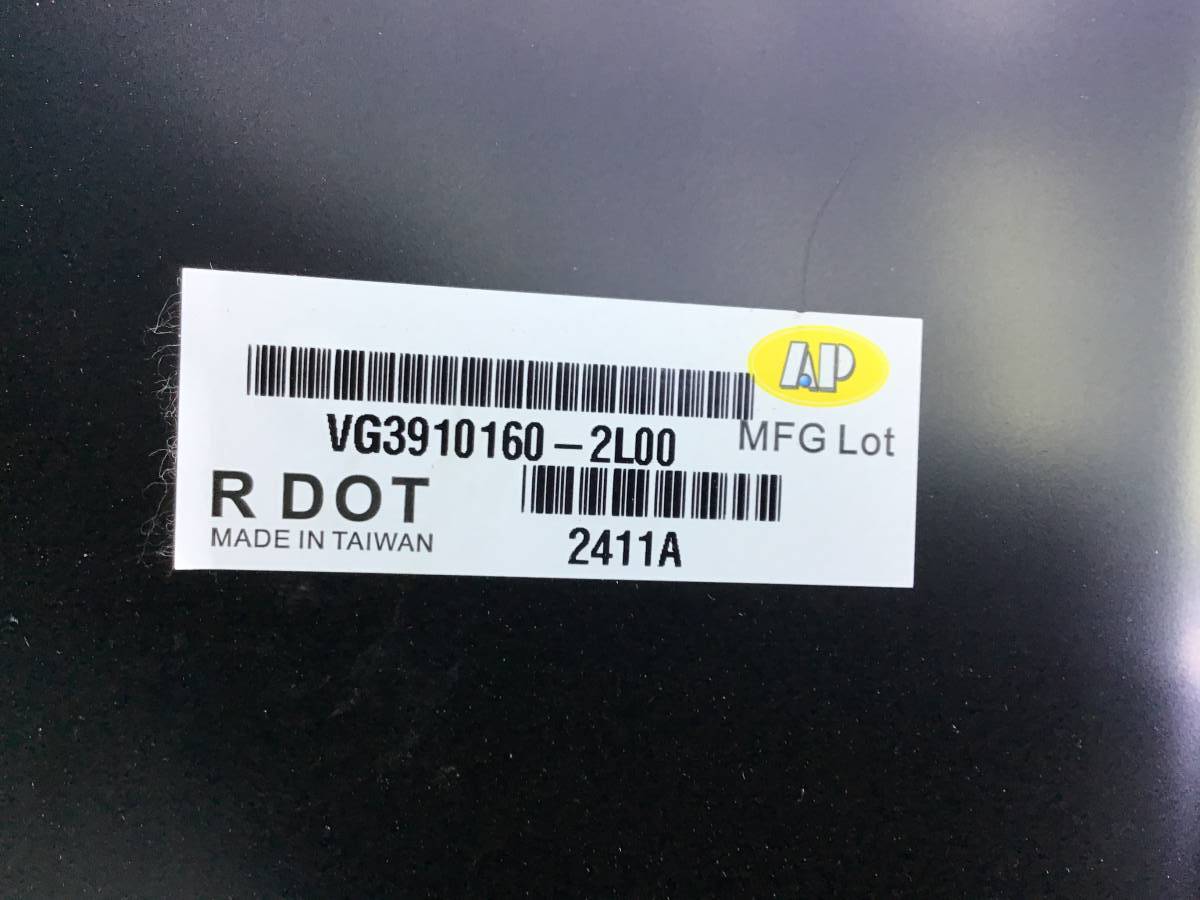 AP
VG3910160-2L00
MFG Lot
R DOT
MADE IN TAIWAN
2411A